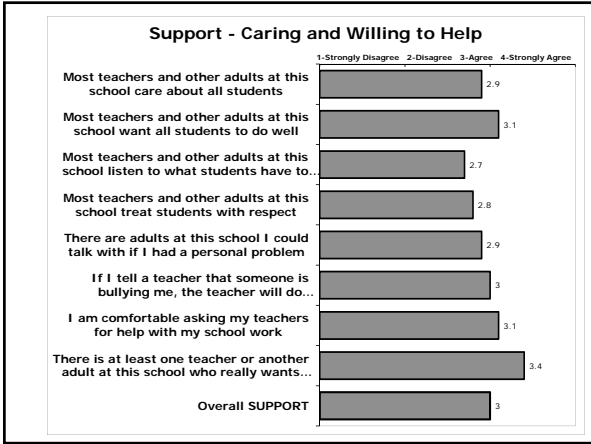 Support - Caring and Willing to Help
1-Strongly Disagree 2-Disagree 3-Agree 4-Strongly Agree
Most teachers and other adults at this
school care about all students
2.9
Most teachers and other adults at this
school want all students to do well
3.1
Most teachers and other adults at this
school listen to what students have to...
2.7
Most teachers and other adults at this
school treat students with respect
2.8
There are adults at this school I could
talk with if I had a personal problem
2.9
If I tell a teacher that someone is
bullying me, the teacher will do...
3
I am comfortable asking my teachers
for help with my school work
3.1
There is at least one teacher or another
adult at this school who really wants...
3.4
Overall SUPPORT
3